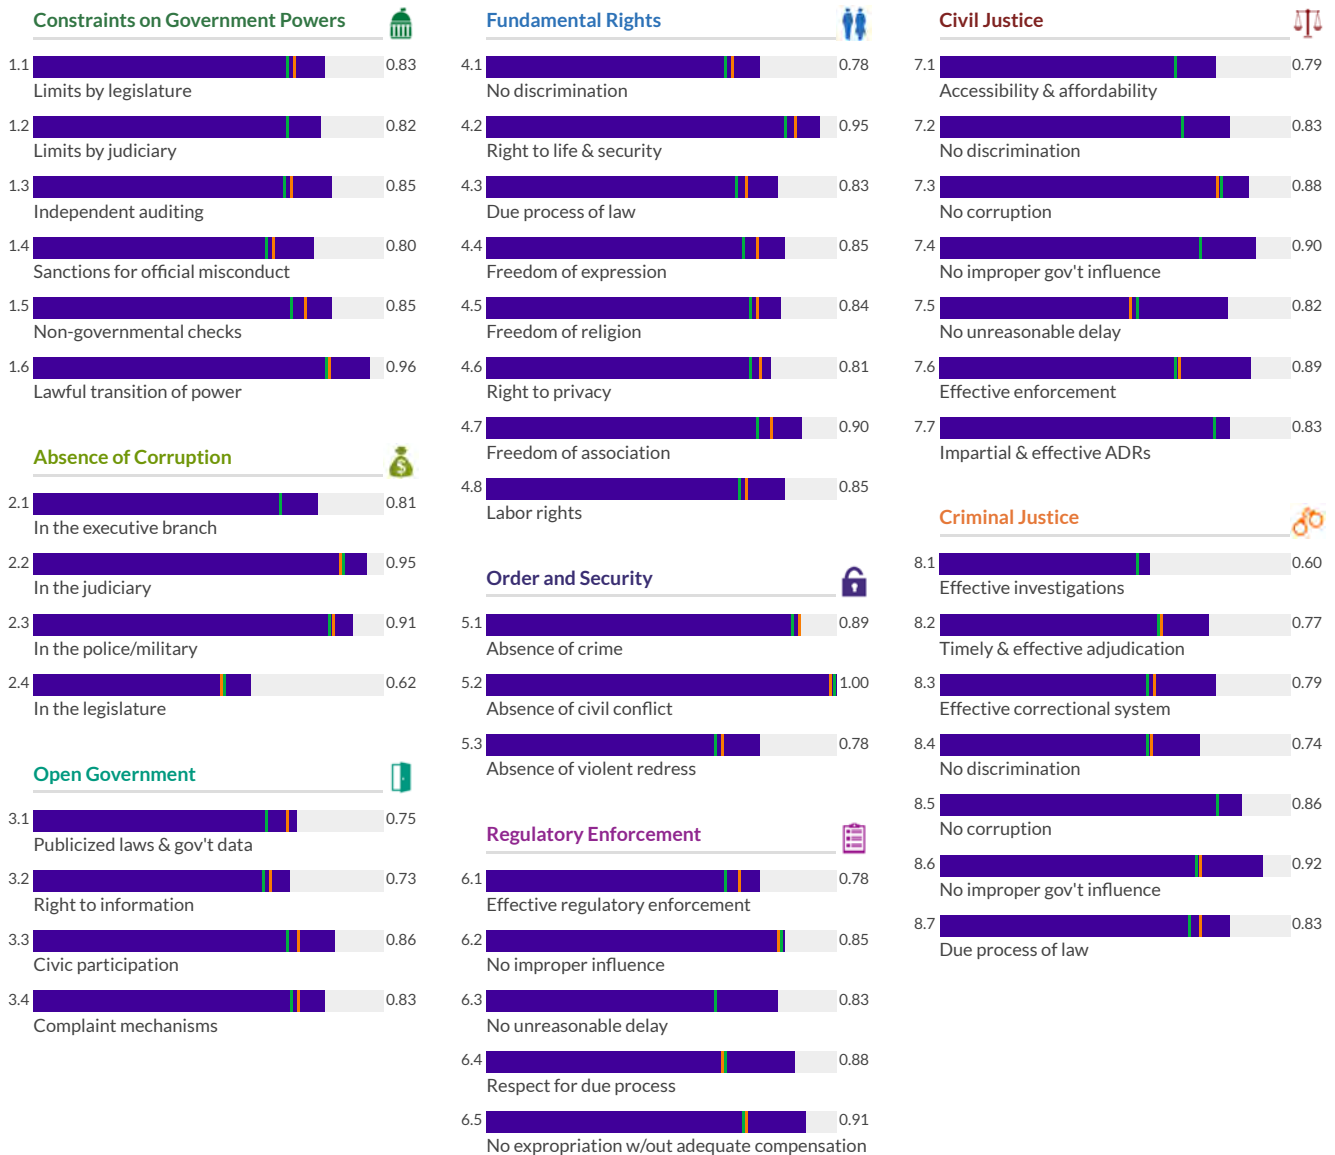 Constraints on Government Powers
1.1 0.83
Limits by legislature
1.2 0.82
Limits by judiciary
1.3 0.85
Independent auditing
1.4 0.80
Sanctions for official misconduct
1.5 0.85
Non-governmental checks
1.6 0.96
Lawful transition of power
Absence of Corruption
2.1 0.81
In the executive branch
2.2 0.95
In the judiciary
2.3 0.91
In the police/military
2.4 0.62
In the legislature
Open Government
3.1 0.75
Publicized laws & gov't data
3.2 0.73
Right to information
3.3 0.86
Civic participation
3.4 0.83
Complaint mechanisms
Fundamental Rights
4.1 0.78
No discrimination
4.2 0.95
Right to life & security
4.3 0.83
Due process of law
4.4 0.85
Freedom of expression
4.5 0.84
Freedom of religion
4.6 0.81
Right to privacy
4.7 0.90
Freedom of association
4.8 0.85
Labor rights
Order and Security
5.1 0.89
Absence of crime
5.2 1.00
Absence of civil conflict
5.3 0.78
Absence of violent redress
Regulatory Enforcement
6.1 0.78
Effective regulatory enforcement
6.2 0.85
No improper influence
6.3 0.83
No unreasonable delay
6.4 0.88
Respect for due process
6.5 0.91
No expropriation w/out adequate compensation
Civil Justice
7.1 0.79
Accessibility & affordability
7.2 0.83
No discrimination
7.3 0.88
No corruption
7.4 0.90
No improper gov't influence
7.5 0.82
No unreasonable delay
7.6 0.89
Effective enforcement
7.7 0.83
Impartial & effective ADRs
Criminal Justice
8.1 0.60
Effective investigations
8.2 0.77
Timely & effective adjudication
8.3 0.79
Effective correctional system
8.4 0.74
No discrimination
8.5 0.86
No corruption
8.6 0.92
No improper gov't influence
8.7 0.83
Due process of law